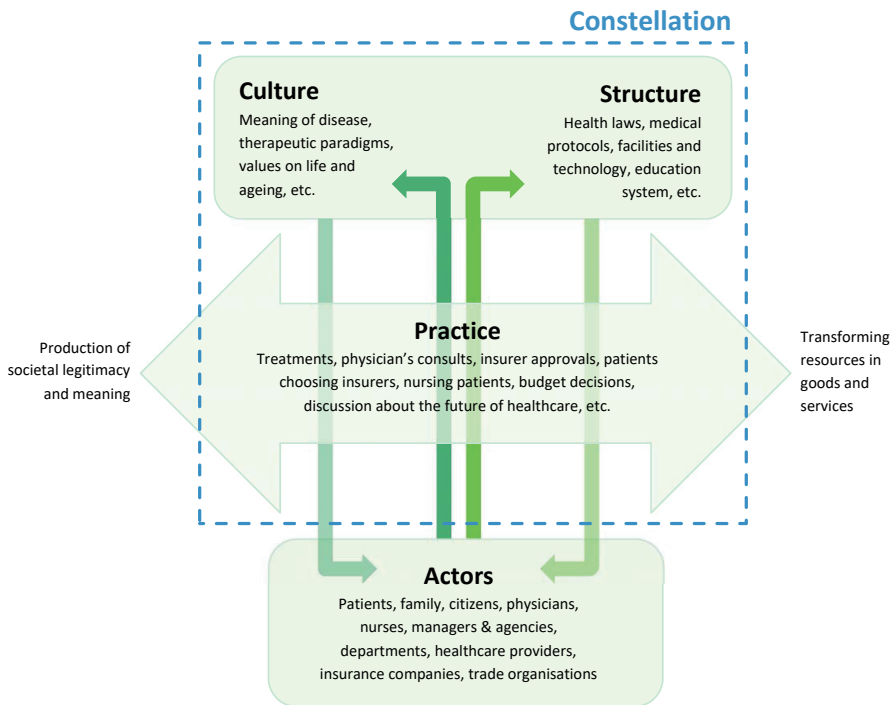 Constellation
Culture
Meaning of disease,
therapeutic paradigms,
values on life and
ageing, etc.
Structure
Health laws, medical
protocols, facilities and
technology, education
system, etc.
Production of
societal legitimacy
and meaning
Practice
Treatments, physician’s consults, insurer approvals, patients
choosing insurers, nursing patients, budget decisions,
discussion about the future of healthcare, etc.
Transforming
resources in
goods and
services
Actors
Patients, family, citizens, physicians,
nurses, managers & agencies,
departments, healthcare providers,
insurance companies, trade organisations